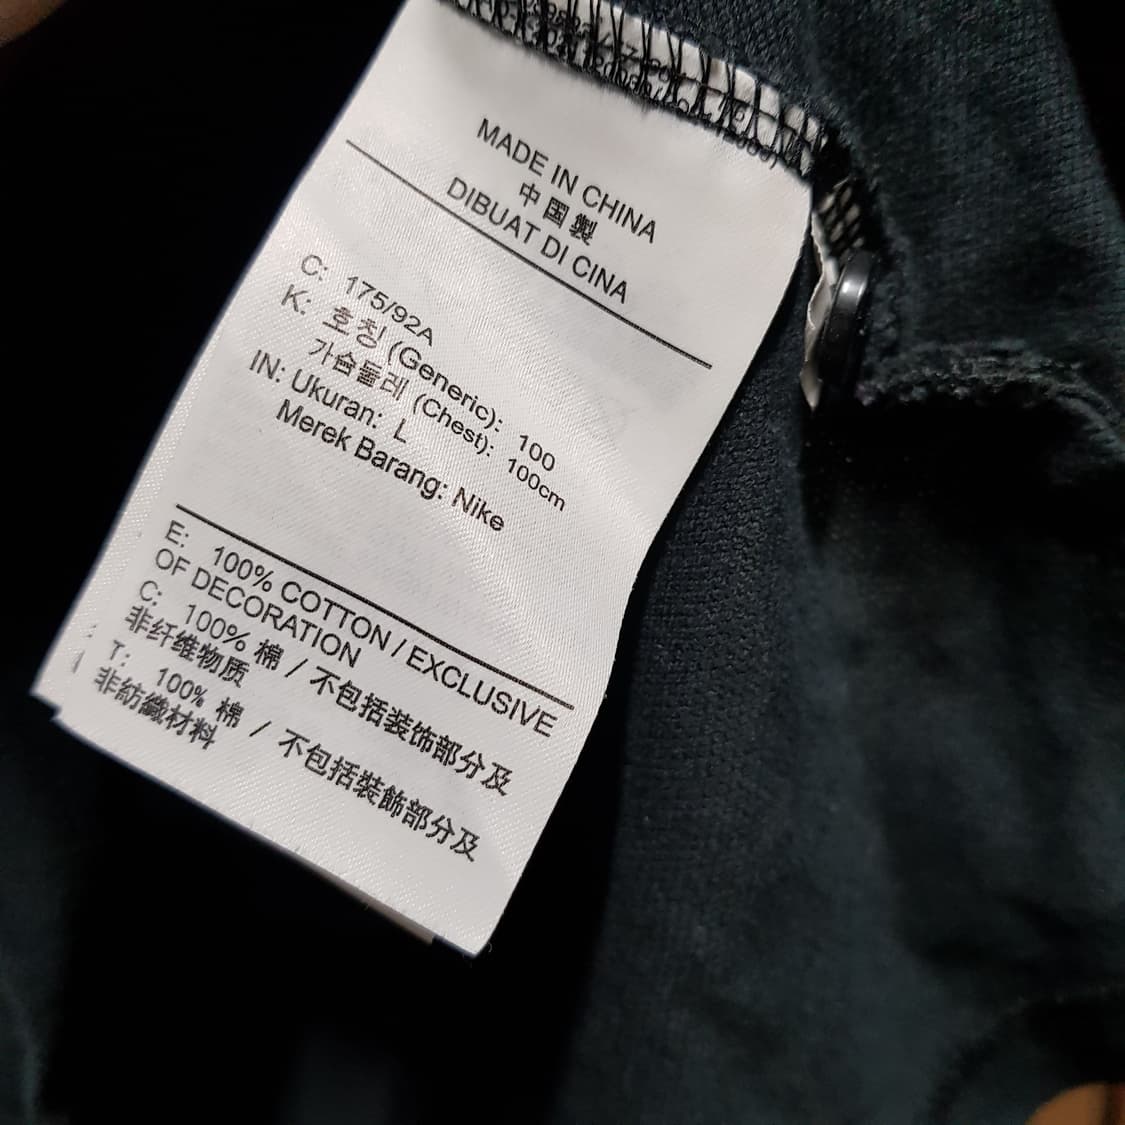 MADE IN CHINA
中国製
DIBUAT DI CINA
C: 175/92A
K: 호칭 (Generic): 100
가슴둘레 (Chest): 100cm
IN: Ukuran: L
Merek Barang: Nike
E: 100% COTTON / EXCLUSIVE
OF DECORATION
C: 100% 棉 / 不包括装饰部分及
非纤维物质
T: 100% 棉 / 不包括裝飾部分及
非紡織材料